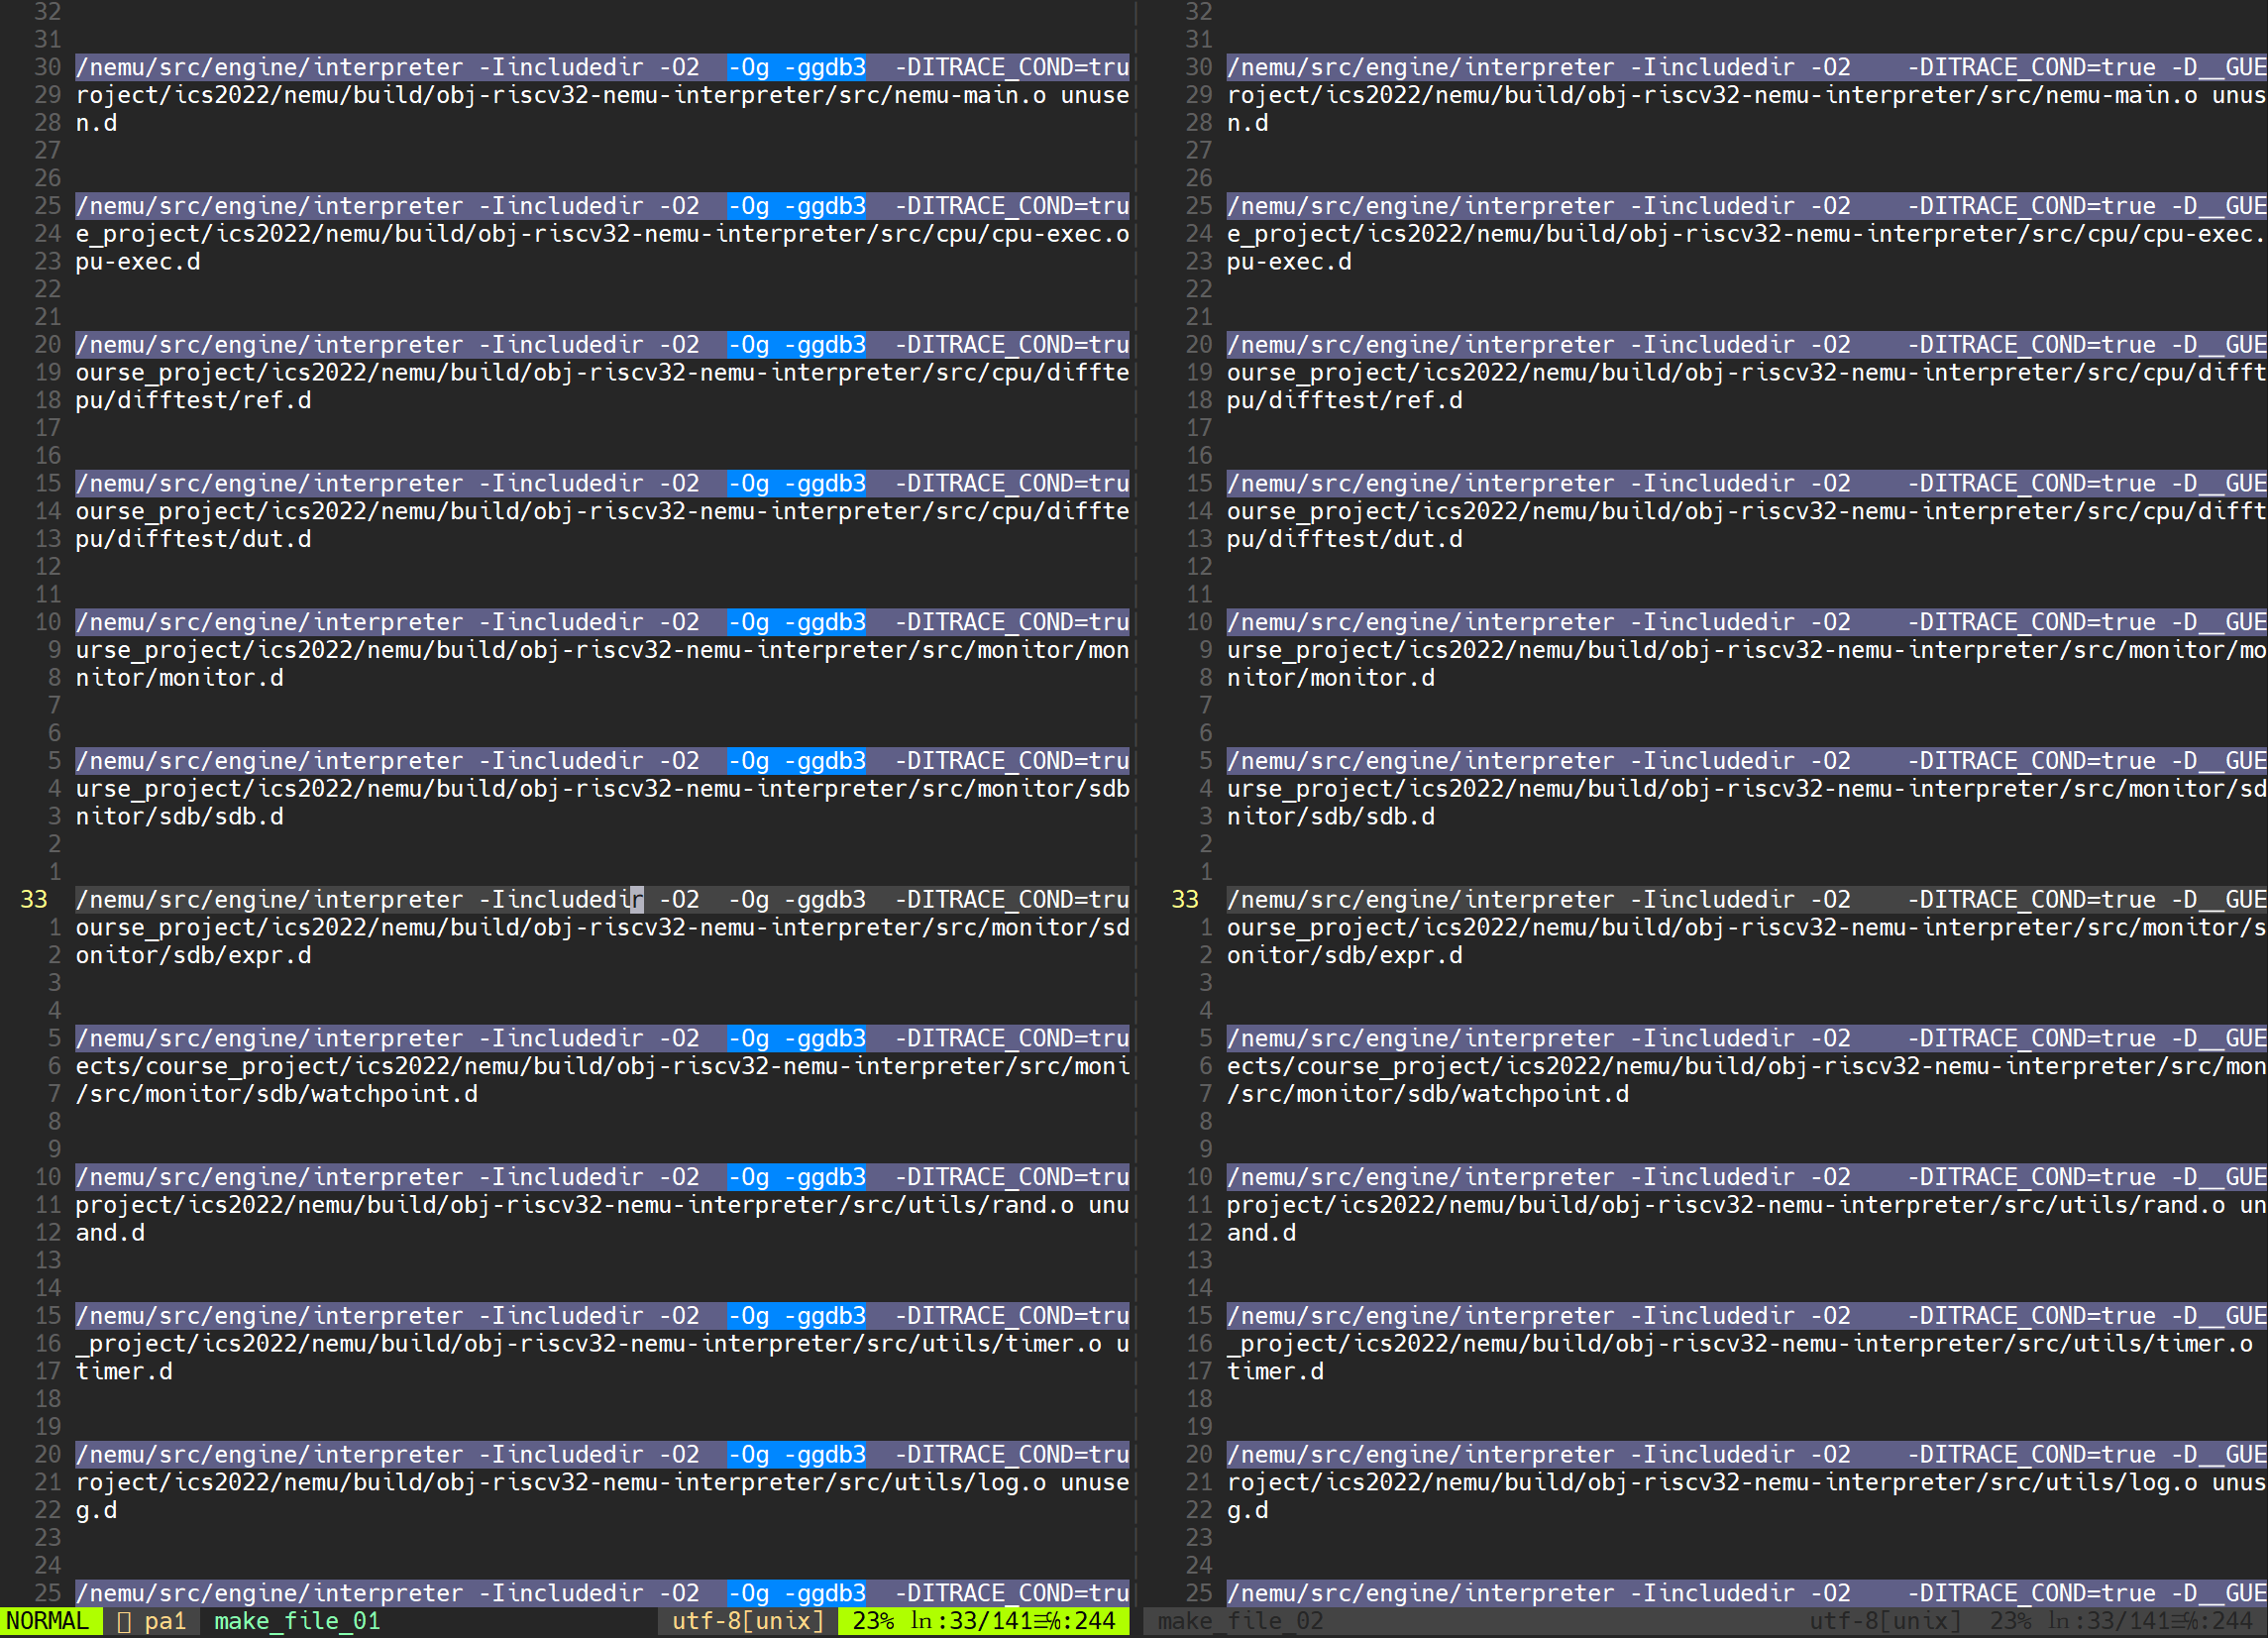 32
31
30 /nemu/src/engine/interpreter -Iincludedir -O2  -Og -ggdb3  -DITRACE_COND=tru
29 roject/ics2022/nemu/build/obj-riscv32-nemu-interpreter/src/nemu-main.o unuse
28 n.d
27
26
25 /nemu/src/engine/interpreter -Iincludedir -O2  -Og -ggdb3  -DITRACE_COND=tru
24 e_project/ics2022/nemu/build/obj-riscv32-nemu-interpreter/src/cpu/cpu-exec.o
23 pu-exec.d
22
21
20 /nemu/src/engine/interpreter -Iincludedir -O2  -Og -ggdb3  -DITRACE_COND=tru
19 ourse_project/ics2022/nemu/build/obj-riscv32-nemu-interpreter/src/cpu/diffte
18 pu/difftest/ref.d
17
16
15 /nemu/src/engine/interpreter -Iincludedir -O2  -Og -ggdb3  -DITRACE_COND=tru
14 ourse_project/ics2022/nemu/build/obj-riscv32-nemu-interpreter/src/cpu/diffte
13 pu/difftest/dut.d
12
11
10 /nemu/src/engine/interpreter -Iincludedir -O2  -Og -ggdb3  -DITRACE_COND=tru
9 urse_project/ics2022/nemu/build/obj-riscv32-nemu-interpreter/src/monitor/mon
8 nitor/monitor.d
7
6
5 /nemu/src/engine/interpreter -Iincludedir -O2  -Og -ggdb3  -DITRACE_COND=tru
4 urse_project/ics2022/nemu/build/obj-riscv32-nemu-interpreter/src/monitor/sdb
3 nitor/sdb/sdb.d
2
1
33 /nemu/src/engine/interpreter -Iincludedir -O2  -Og -ggdb3  -DITRACE_COND=tru
1 ourse_project/ics2022/nemu/build/obj-riscv32-nemu-interpreter/src/monitor/sd
2 onitor/sdb/expr.d
3
4
5 /nemu/src/engine/interpreter -Iincludedir -O2  -Og -ggdb3  -DITRACE_COND=tru
6 ects/course_project/ics2022/nemu/build/obj-riscv32-nemu-interpreter/src/moni
7 /src/monitor/sdb/watchpoint.d
8
9
10 /nemu/src/engine/interpreter -Iincludedir -O2  -Og -ggdb3  -DITRACE_COND=tru
11 project/ics2022/nemu/build/obj-riscv32-nemu-interpreter/src/utils/rand.o unu
12 and.d
13
14
15 /nemu/src/engine/interpreter -Iincludedir -O2  -Og -ggdb3  -DITRACE_COND=tru
16 _project/ics2022/nemu/build/obj-riscv32-nemu-interpreter/src/utils/timer.o u
17 timer.d
18
19
20 /nemu/src/engine/interpreter -Iincludedir -O2  -Og -ggdb3  -DITRACE_COND=tru
21 roject/ics2022/nemu/build/obj-riscv32-nemu-interpreter/src/utils/log.o unuse
22 g.d
23
24
25 /nemu/src/engine/interpreter -Iincludedir -O2  -Og -ggdb3  -DITRACE_COND=tru
NORMAL pa1 make_file_01 utf-8[unix] 23% ln:33/141≡℅:244
32
31
30 /nemu/src/engine/interpreter -Iincludedir -O2    -DITRACE_COND=true -D__GUE
29 roject/ics2022/nemu/build/obj-riscv32-nemu-interpreter/src/nemu-main.o unus
28 n.d
27
26
25 /nemu/src/engine/interpreter -Iincludedir -O2    -DITRACE_COND=true -D__GUE
24 e_project/ics2022/nemu/build/obj-riscv32-nemu-interpreter/src/cpu/cpu-exec.
23 pu-exec.d
22
21
20 /nemu/src/engine/interpreter -Iincludedir -O2    -DITRACE_COND=true -D__GUE
19 ourse_project/ics2022/nemu/build/obj-riscv32-nemu-interpreter/src/cpu/difft
18 pu/difftest/ref.d
17
16
15 /nemu/src/engine/interpreter -Iincludedir -O2    -DITRACE_COND=true -D__GUE
14 ourse_project/ics2022/nemu/build/obj-riscv32-nemu-interpreter/src/cpu/difft
13 pu/difftest/dut.d
12
11
10 /nemu/src/engine/interpreter -Iincludedir -O2    -DITRACE_COND=true -D__GUE
9 urse_project/ics2022/nemu/build/obj-riscv32-nemu-interpreter/src/monitor/mo
8 nitor/monitor.d
7
6
5 /nemu/src/engine/interpreter -Iincludedir -O2    -DITRACE_COND=true -D__GUE
4 urse_project/ics2022/nemu/build/obj-riscv32-nemu-interpreter/src/monitor/sd
3 nitor/sdb/sdb.d
2
1
33 /nemu/src/engine/interpreter -Iincludedir -O2    -DITRACE_COND=true -D__GUE
1 ourse_project/ics2022/nemu/build/obj-riscv32-nemu-interpreter/src/monitor/s
2 onitor/sdb/expr.d
3
4
5 /nemu/src/engine/interpreter -Iincludedir -O2    -DITRACE_COND=true -D__GUE
6 ects/course_project/ics2022/nemu/build/obj-riscv32-nemu-interpreter/src/mon
7 /src/monitor/sdb/watchpoint.d
8
9
10 /nemu/src/engine/interpreter -Iincludedir -O2    -DITRACE_COND=true -D__GUE
11 project/ics2022/nemu/build/obj-riscv32-nemu-interpreter/src/utils/rand.o un
12 and.d
13
14
15 /nemu/src/engine/interpreter -Iincludedir -O2    -DITRACE_COND=true -D__GUE
16 _project/ics2022/nemu/build/obj-riscv32-nemu-interpreter/src/utils/timer.o
17 timer.d
18
19
20 /nemu/src/engine/interpreter -Iincludedir -O2    -DITRACE_COND=true -D__GUE
21 roject/ics2022/nemu/build/obj-riscv32-nemu-interpreter/src/utils/log.o unus
22 g.d
23
24
25 /nemu/src/engine/interpreter -Iincludedir -O2    -DITRACE_COND=true -D__GUE
make_file_02 utf-8[unix] 23% ln:33/141≡℅:244